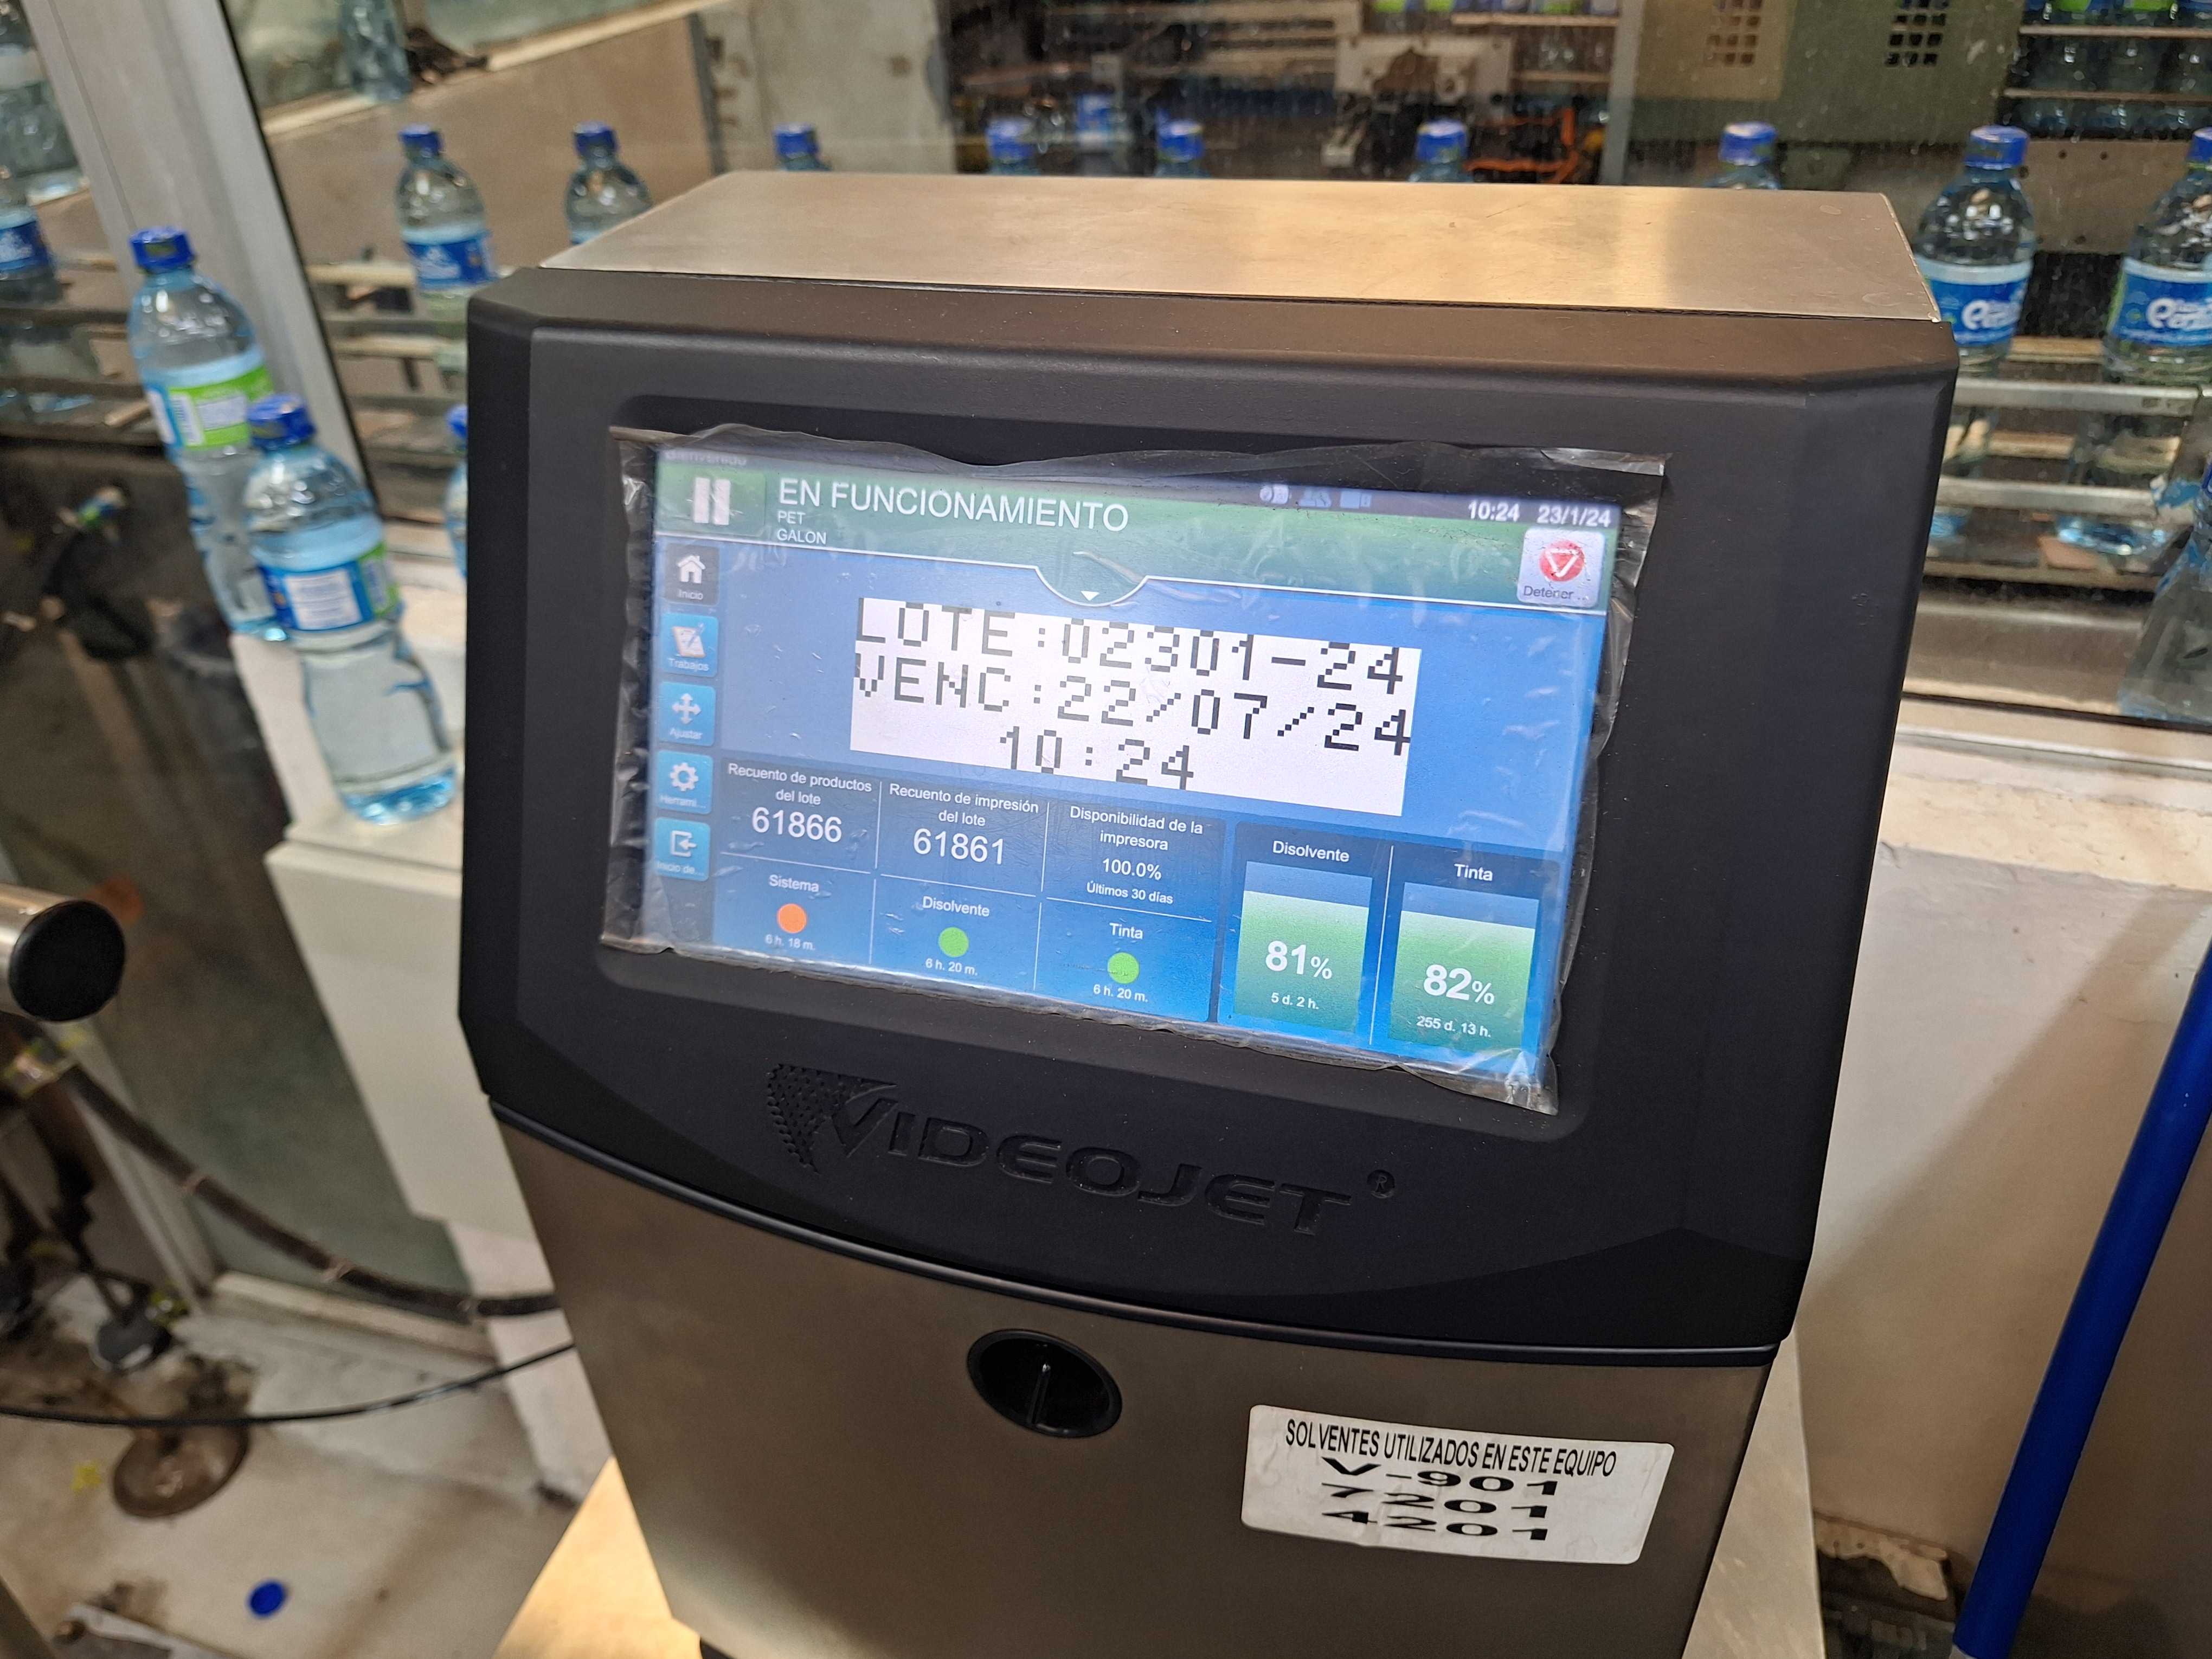 EN FUNCIONAMIENTO
PET
GALON
10:24 23/1/24
Detener ..
Inicio
Trabajos
Ajustar
Herrami...
Inicio de...
LOTE:02301-24
VENC:22/07/24
10:24
Recuento de productos del lote
61866
Recuento de impresión del lote
61861
Disponibilidad de la impresora
100.0%
Últimos 30 días
Sistema
6 h. 18 m.
Disolvente
6 h. 20 m.
Tinta
6 h. 20 m.
Disolvente
81%
5 d. 2 h.
Tinta
82%
255 d. 13 h.
VIDEOJET®
SOLVENTES UTILIZADOS EN ESTE EQUIPO
V-901
7201
4201